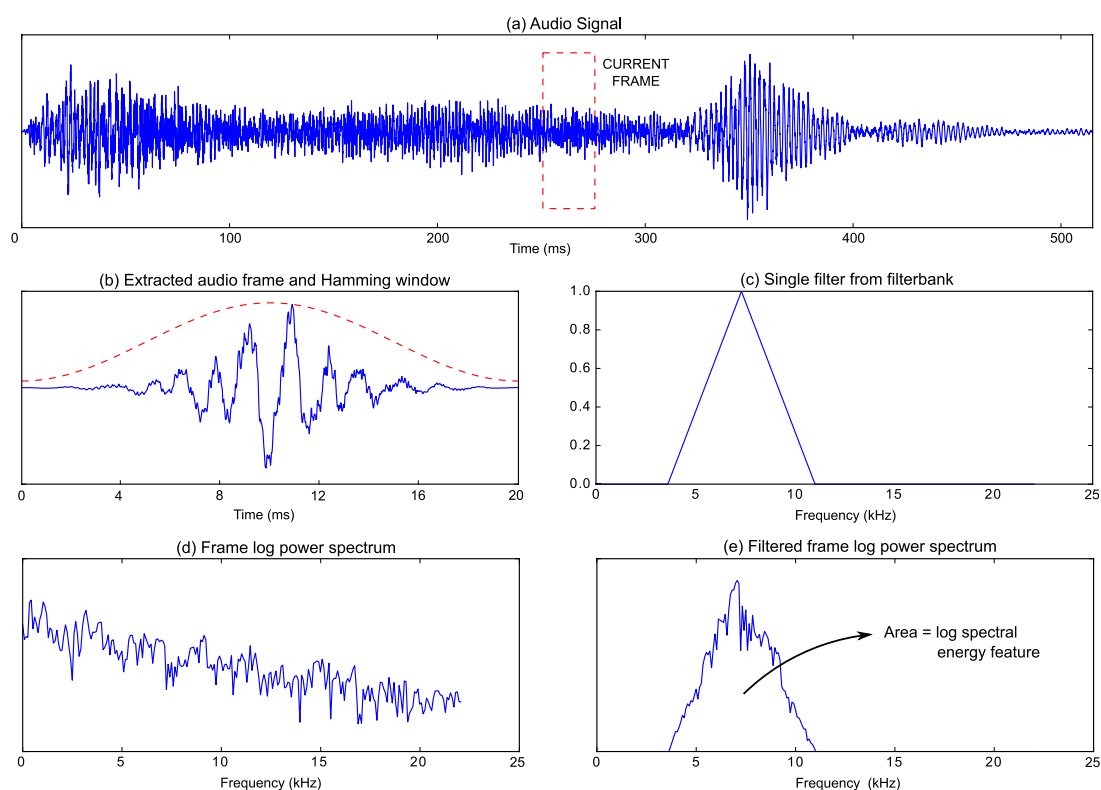 (a) Audio Signal
CURRENT
FRAME
0 100 200 300 400 500
Time (ms)
(b) Extracted audio frame and Hamming window
0 4 8 12 16 20
Time (ms)
(c) Single filter from filterbank
1.0
0.8
0.6
0.4
0.2
0.0
0 5 10 15 20 25
Frequency (kHz)
(d) Frame log power spectrum
0 5 10 15 20 25
Frequency (kHz)
(e) Filtered frame log power spectrum
Area = log spectral
energy feature
0 5 10 15 20 25
Frequency (kHz)